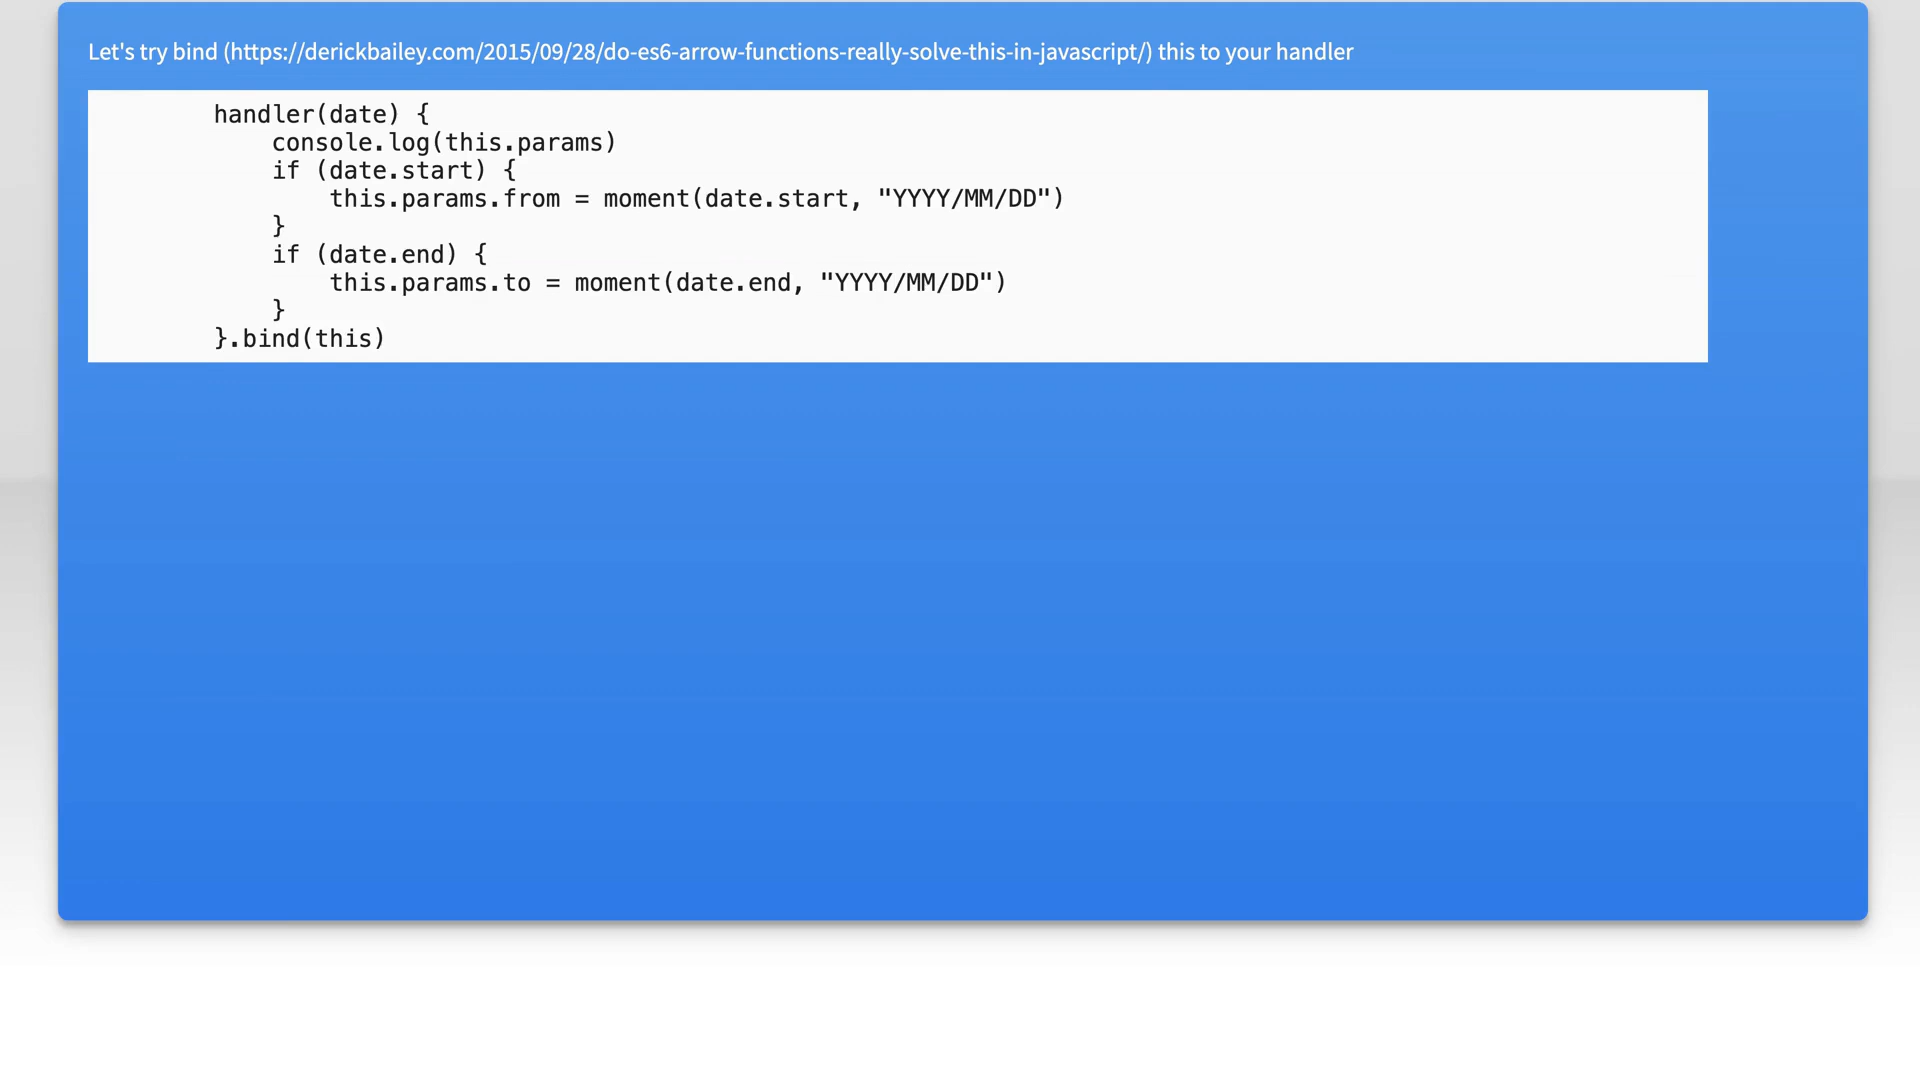 Let's try bind (https://derickbailey.com/2015/09/28/do-es6-arrow-functions-really-solve-this-in-javascript/) this to your handler
handler(date) {
    console.log(this.params)
    if (date.start) {
        this.params.from = moment(date.start, "YYYY/MM/DD")
    }
    if (date.end) {
        this.params.to = moment(date.end, "YYYY/MM/DD")
    }
}.bind(this)